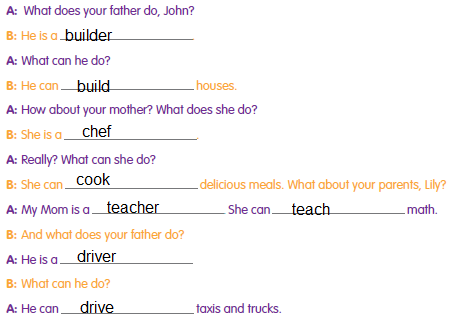 A: What does your father do, John?
B: He is a builder
A: What can he do?
B: He can build houses.
A: How about your mother? What does she do?
B: She is a chef.
A: Really? What can she do?
B: She can cook delicious meals. What about your parents, Lily?
A: My Mom is a teacher She can teach math.
B: And what does your father do?
A: He is a driver
B: What can he do?
A: He can drive taxis and trucks.